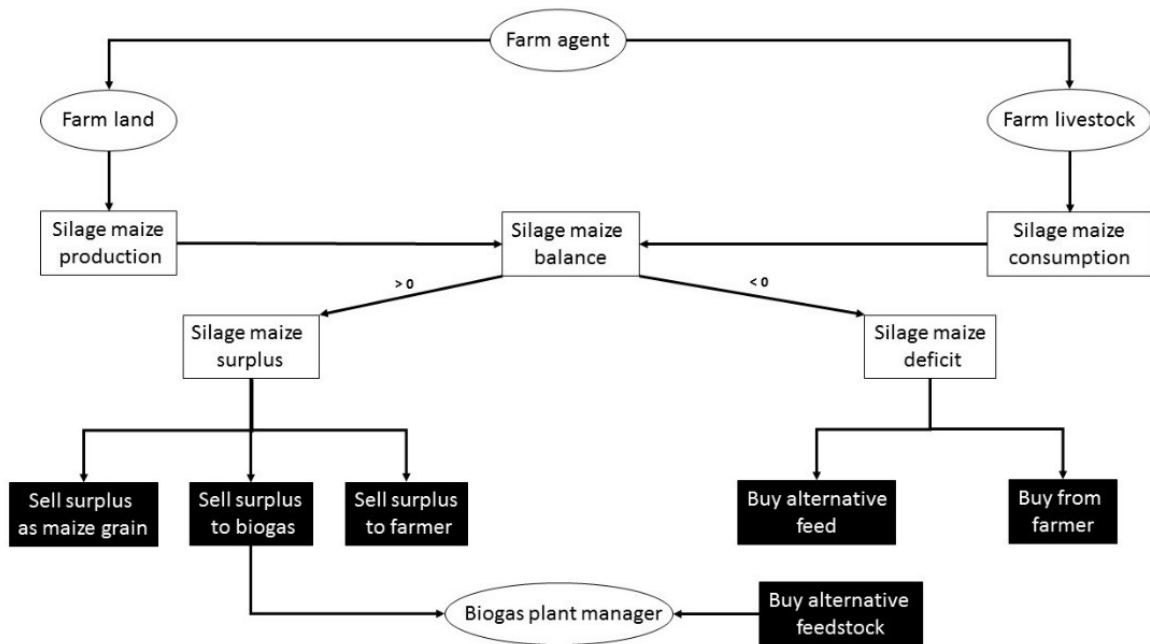 Farm agent
Farm land
Farm livestock
Silage maize
production
Silage maize
balance
Silage maize
consumption
> 0
< 0
Silage maize
surplus
Silage maize
deficit
Sell surplus
as maize grain
Sell surplus
to biogas
Sell surplus
to farmer
Buy alternative
feed
Buy from
farmer
Biogas plant manager
Buy alternative
feedstock